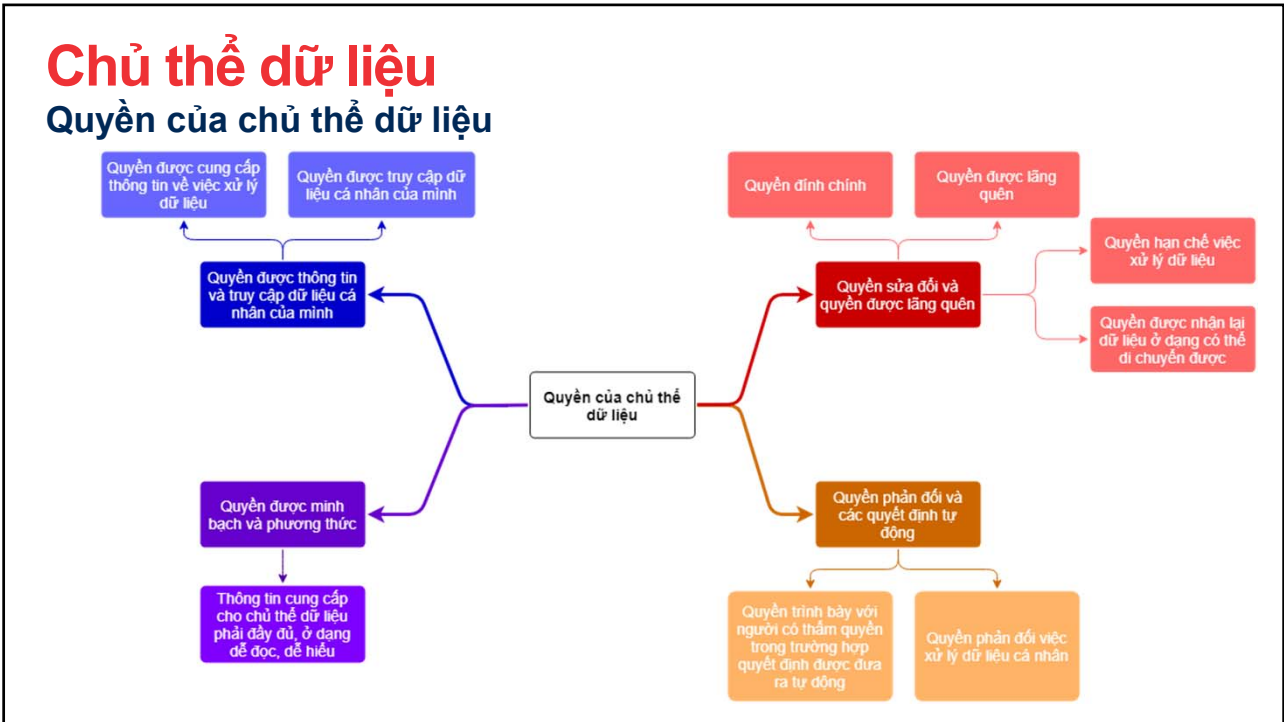 Chủ thể dữ liệu
Quyền của chủ thể dữ liệu
Quyền được cung cấp
thông tin về việc xử lý
dữ liệu
Quyền được truy cập dữ
liệu cá nhân của mình
Quyền được thông tin
và truy cập dữ liệu cá
nhân của mình
Quyền đính chính
Quyền được lãng
quên
Quyền sửa đổi và
quyền được lãng quên
Quyền hạn chế việc
xử lý dữ liệu
Quyền được nhận lại
dữ liệu ở dạng có thể
di chuyển được
Quyền của chủ thể
dữ liệu
Quyền được minh
bạch và phương thức
Thông tin cung cấp
cho chủ thể dữ liệu
phải đầy đủ, ở dạng
dễ đọc, dễ hiểu
Quyền phản đối và
các quyết định tự
động
Quyền trình bày với
người có thẩm quyền
trong trường hợp
quyết định được đưa
ra tự động
Quyền phản đối việc
xử lý dữ liệu cá nhân